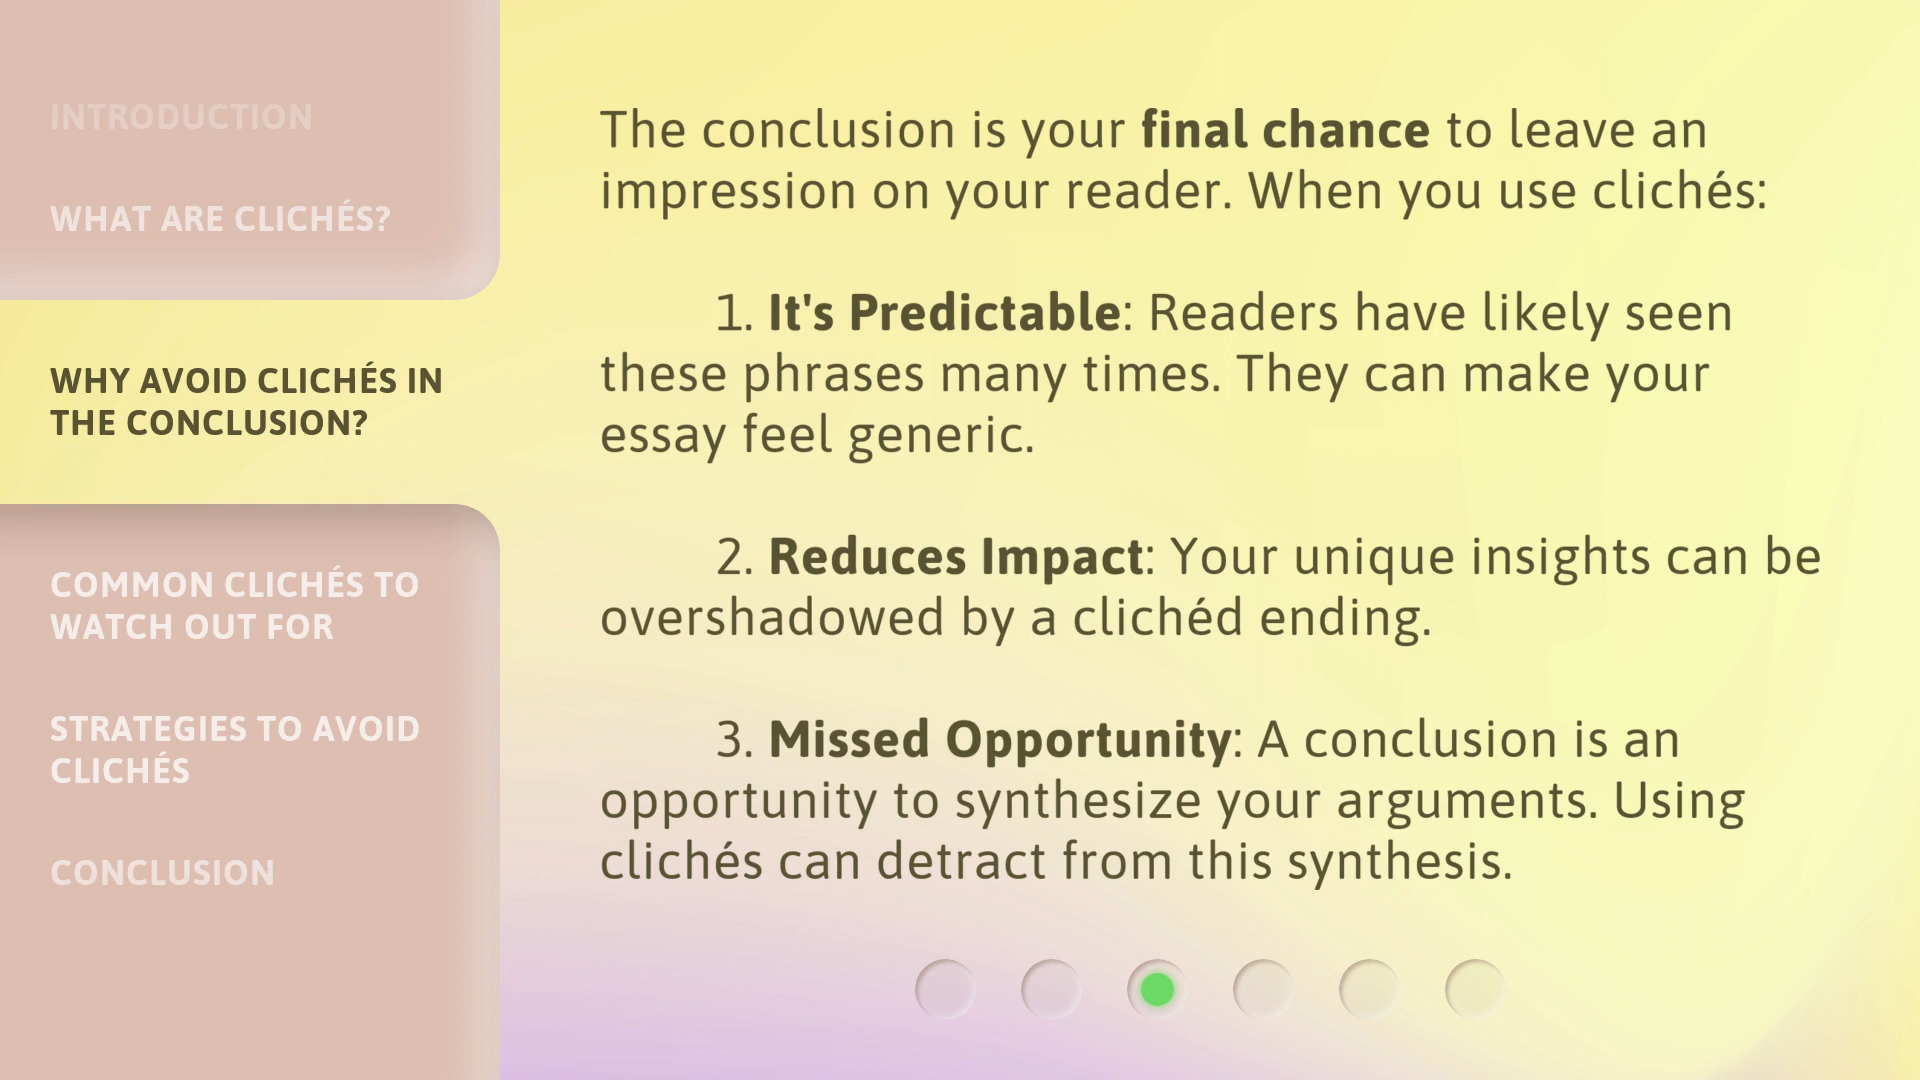 INTRODUCTION
WHAT ARE CLICHÉS?
WHY AVOID CLICHÉS IN
THE CONCLUSION?
COMMON CLICHÉS TO
WATCH OUT FOR
STRATEGIES TO AVOID
CLICHÉS
CONCLUSION
The conclusion is your final chance to leave an
impression on your reader. When you use clichés:
1. It's Predictable: Readers have likely seen
these phrases many times. They can make your
essay feel generic.
2. Reduces Impact: Your unique insights can be
overshadowed by a clichéd ending.
3. Missed Opportunity: A conclusion is an
opportunity to synthesize your arguments. Using
clichés can detract from this synthesis.